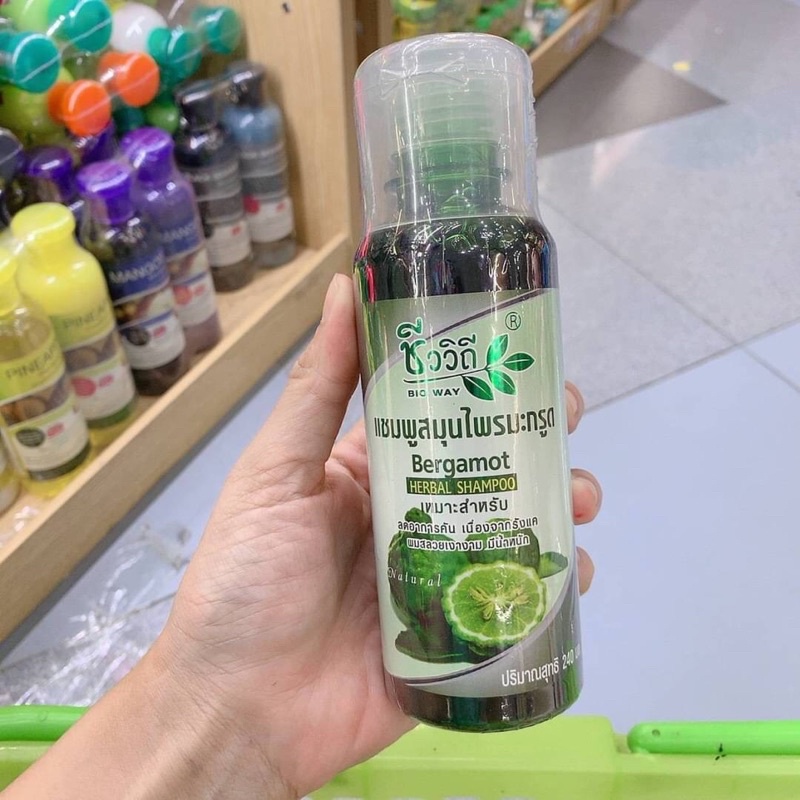 ชีววิถี
®
BIO WAY
แชมพูสมุนไพรมะกรูด
Bergamot
HERBAL SHAMPOO
เหมาะสำหรับ
ลดอาการคัน เนื่องจากรังแค
ผมสลวยเงางาม มีน้ำหนัก
Natural
ปริมาณสุทธิ 240